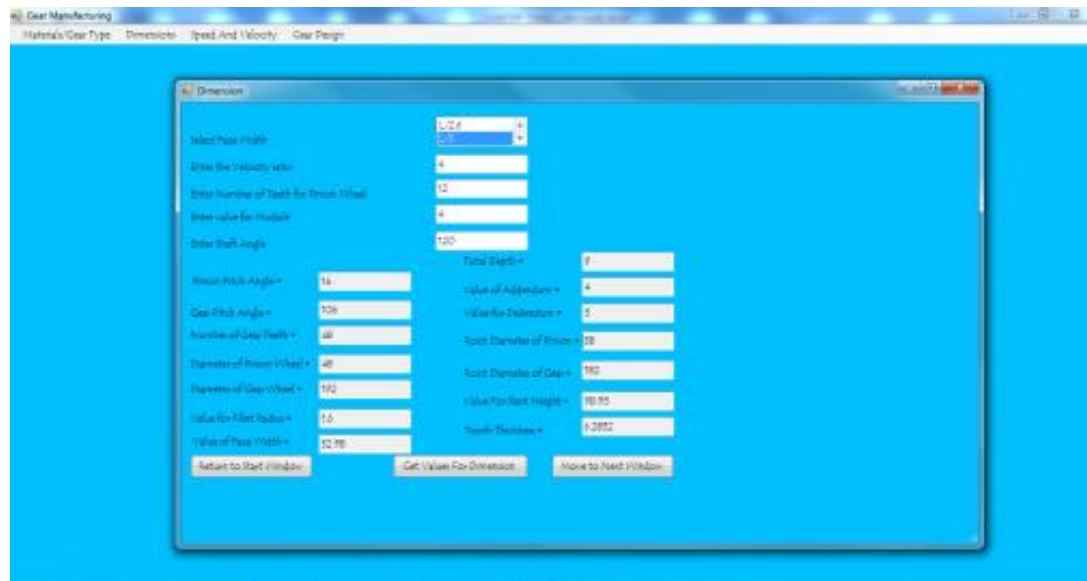 Gear Manufacturing
Materials/Gear Type Dimensions Speed And Velocity Gear Design
Dimension
Select Face Width
Enter the Velocity ratio 4
Enter Number of Teeth for Pinion Wheel 12
Enter value for Module 4
Enter Shaft Angle 120
Total Depth =
Pinion Pitch Angle = 14
Value of Addendum = 4
Gear Pitch Angle = 106
Value for Dedendum = 5
Number of Gear Teeth = 48
Root Diameter of Pinion = 38
Diameter of Pinion Wheel = 48
Root Diameter of Gear = 182
Diameter of Gear Wheel = 192
Value For Slant Height =
Value for Fillet Radius = 1.6
Tooth Thickness = 6.2832
Value of Face Width =
Return to Start Window Get Values For Dimension Move to Next Window